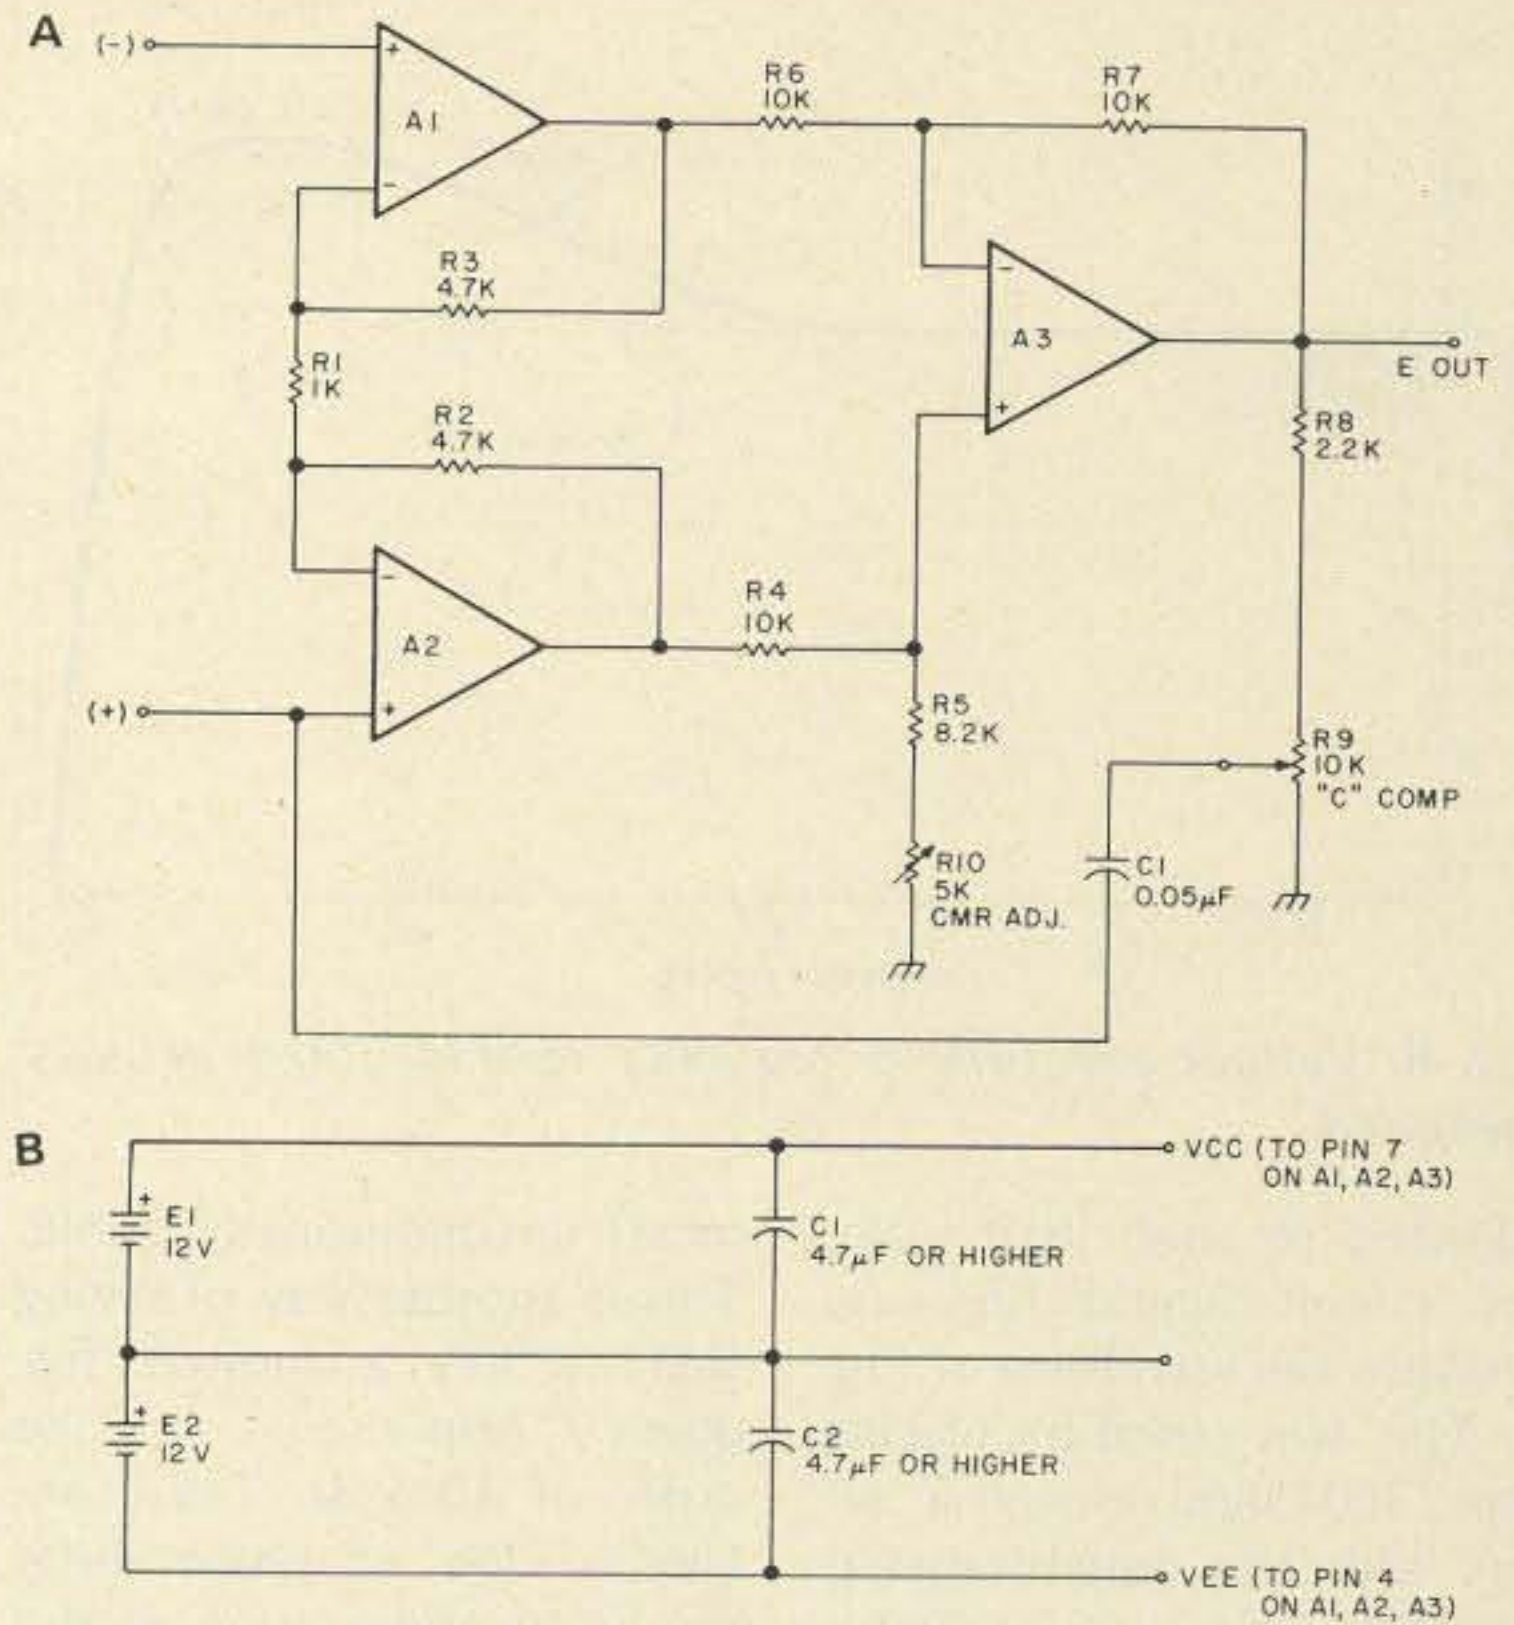 A
(-)
+
A1
-
R6
10K
R7
10K
R3
4.7K
-
A3
+
E OUT
R1
1K
R2
4.7K
R8
2.2K
-
A2
+
R4
10K
(+)
R5
8.2K
R9
10K
"C" COMP
R10
5K
CMR ADJ.
C1
0.05μF
B
VCC (TO PIN 7
ON A1, A2, A3)
+
E1
12V
C1
4.7μF OR HIGHER
+
E2
12V
C2
4.7μF OR HIGHER
VEE (TO PIN 4
ON A1, A2, A3)